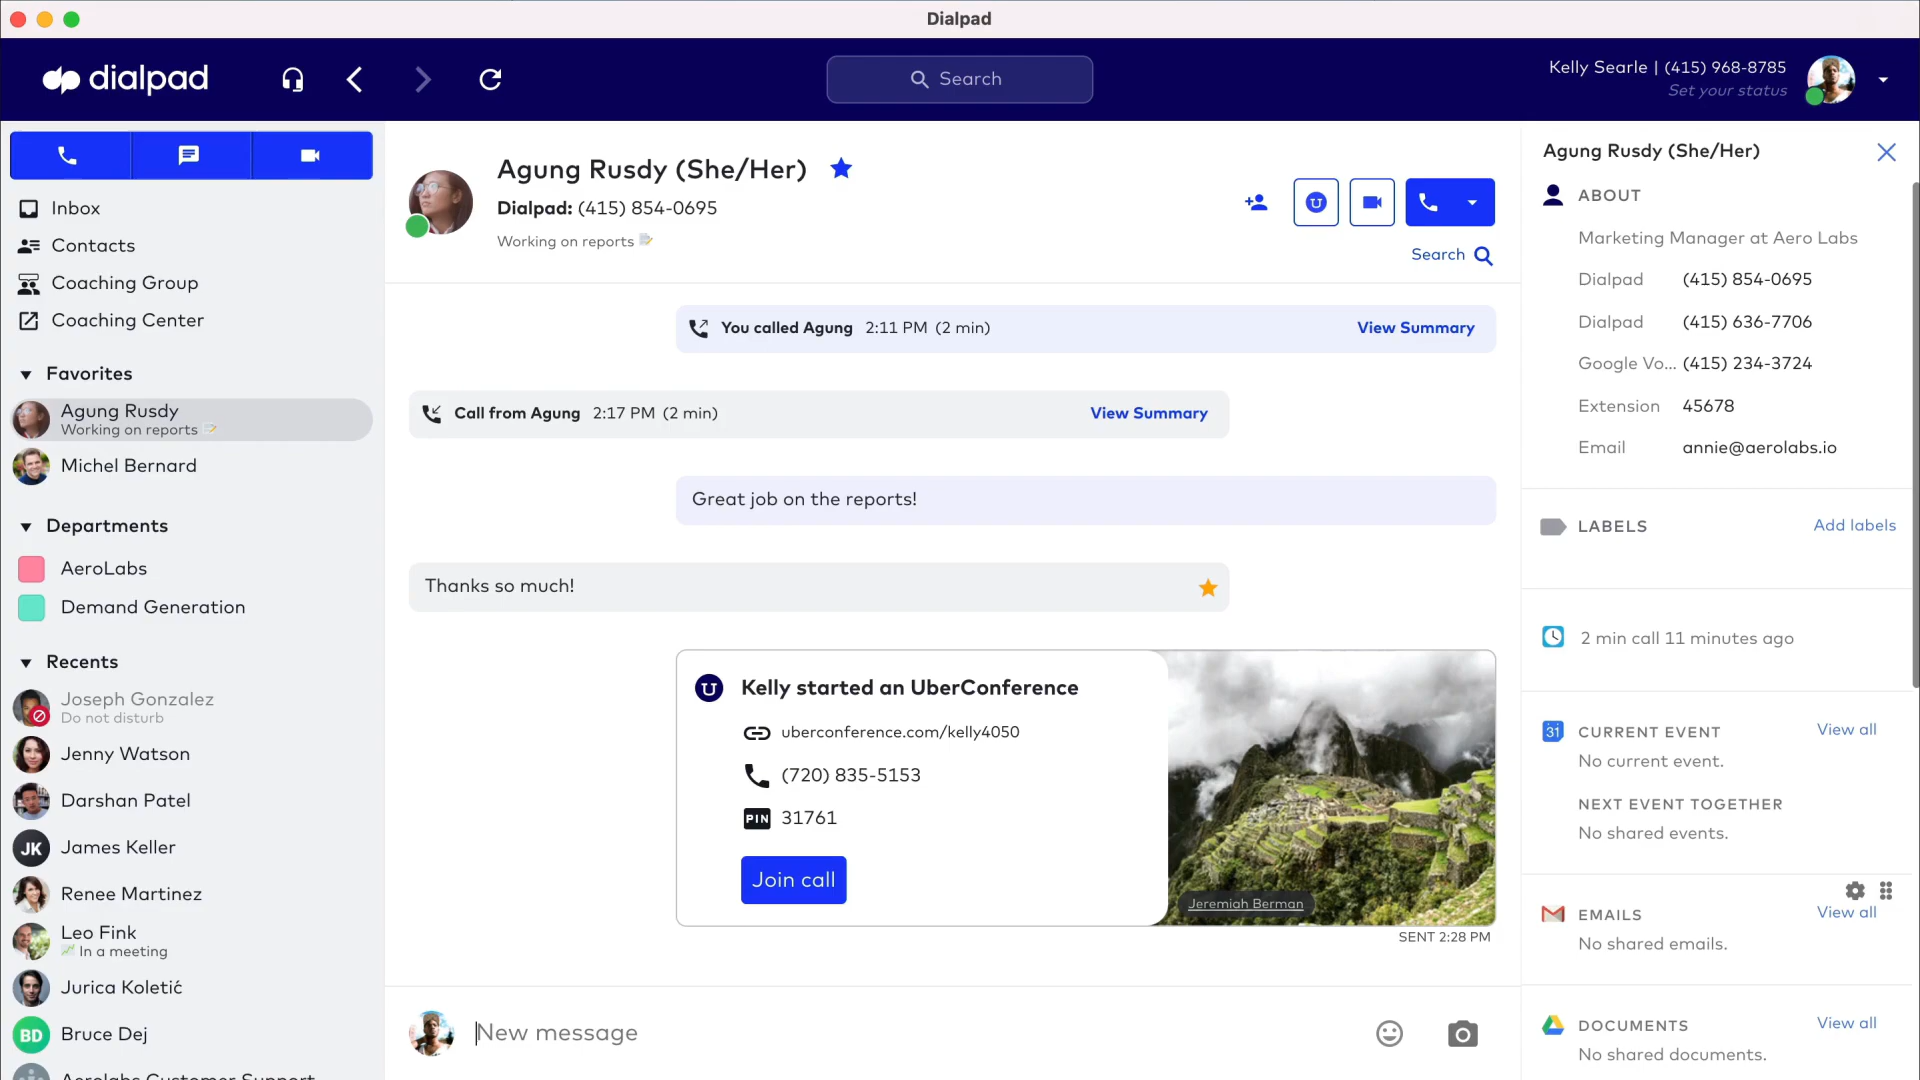 Dialpad
dialpad
Search
Kelly Searle | (415) 968-8785
Set your status
Inbox
Contacts
Coaching Group
Coaching Center
Favorites
Agung Rusdy
Working on reports
Michel Bernard
Departments
AeroLabs
Demand Generation
Recents
Joseph Gonzalez
Do not disturb
Jenny Watson
Darshan Patel
JK
James Keller
Renee Martinez
Leo Fink
In a meeting
Jurica Koletić
BD
Bruce Dej
Aerolabs Customer Support
Agung Rusdy (She/Her)
Dialpad: (415) 854-0695
Working on reports
Search
You called Agung 2:11 PM (2 min) View Summary
Call from Agung 2:17 PM (2 min) View Summary
Great job on the reports!
Thanks so much!
Kelly started an UberConference
uberconference.com/kelly4050
(720) 835-5153
PIN 31761
Join call
Jeremiah Berman
SENT 2:28 PM
New message
Agung Rusdy (She/Her)
ABOUT
Marketing Manager at Aero Labs
Dialpad (415) 854-0695
Dialpad (415) 636-7706
Google Vo... (415) 234-3724
Extension 45678
Email annie@aerolabs.io
LABELS Add labels
2 min call 11 minutes ago
31 CURRENT EVENT View all
No current event.
NEXT EVENT TOGETHER
No shared events.
EMAILS View all
No shared emails.
DOCUMENTS View all
No shared documents.